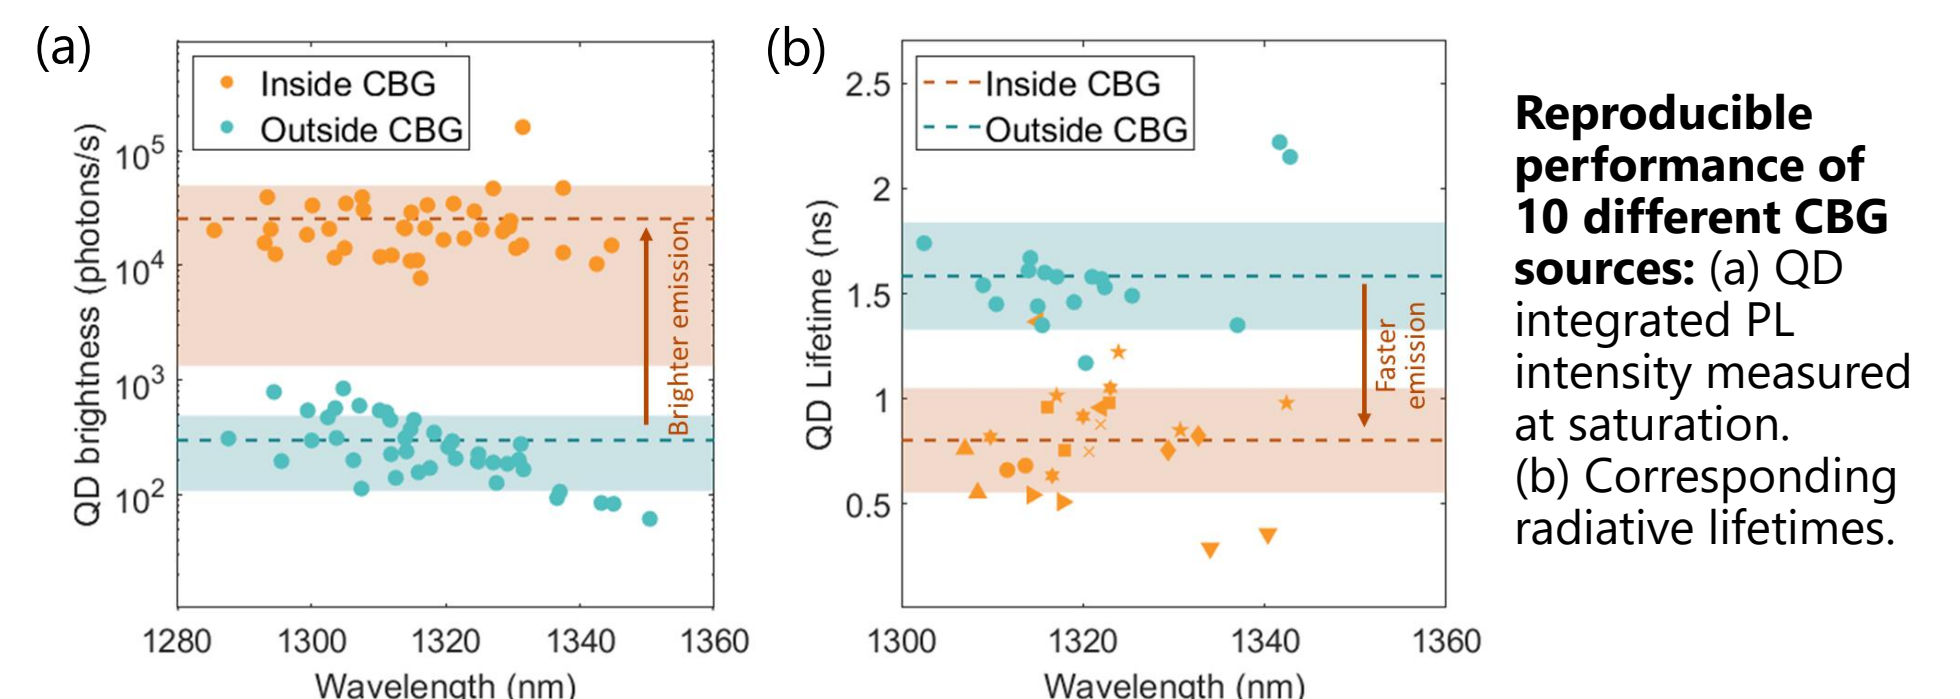 (a)
Inside CBG
Outside CBG
QD brightness (photons/s)
10^5
10^4
10^3
10^2
Brighter emission
1280
1300
1320
1340
1360
Wavelength (nm)
(b)
Inside CBG
Outside CBG
QD Lifetime (ns)
2.5
2
1.5
1
0.5
Faster
emission
1300
1320
1340
1360
Wavelength (nm)
Reproducible
performance of
10 different CBG
sources: (a) QD
integrated PL
intensity measured
at saturation.
(b) Corresponding
radiative lifetimes.